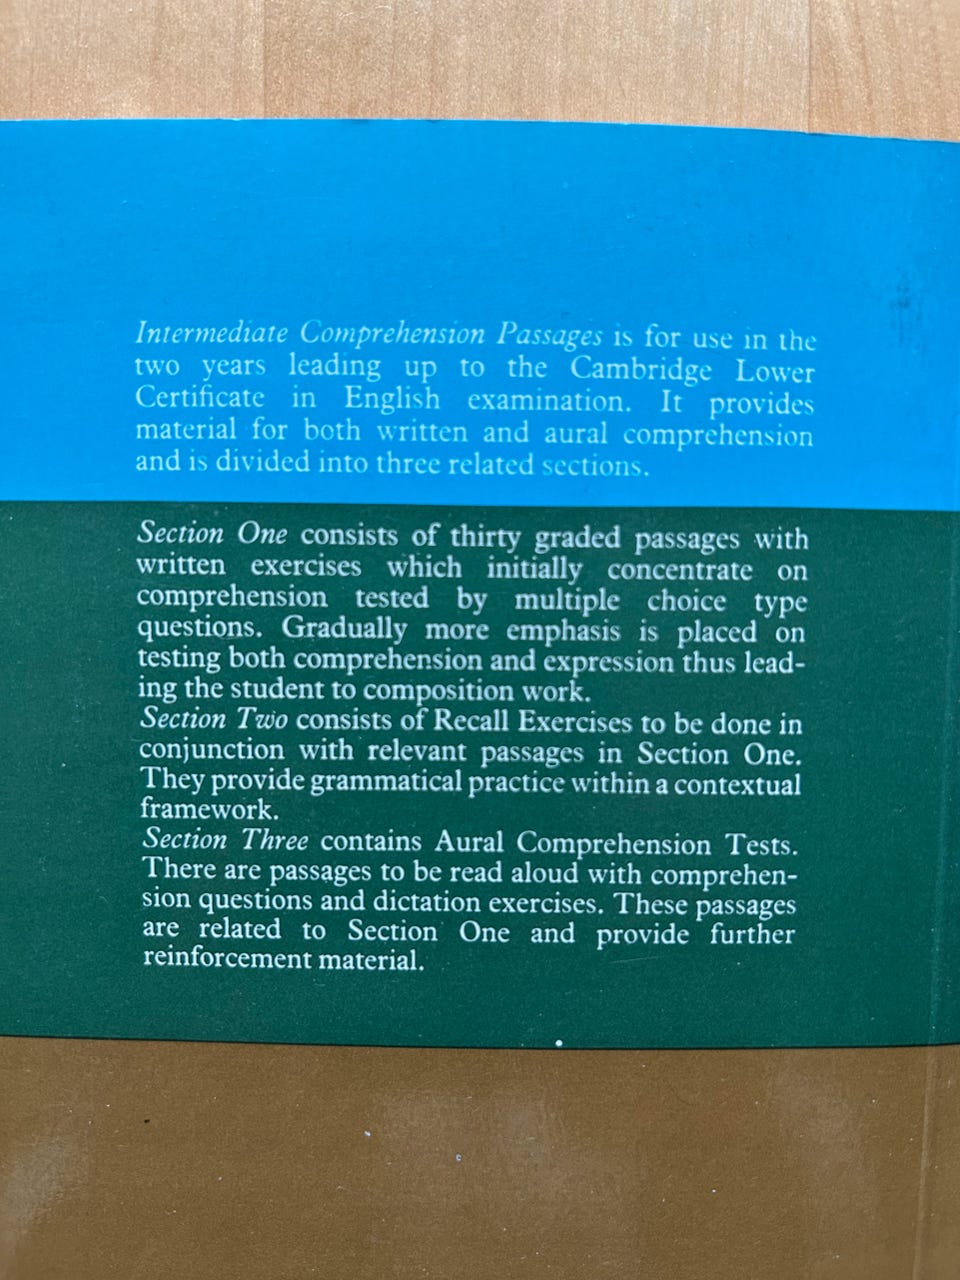 Intermediate Comprehension Passages is for use in the
two years leading up to the Cambridge Lower
Certificate in English examination. It provides
material for both written and aural comprehension
and is divided into three related sections.
Section One consists of thirty graded passages with
written exercises which initially concentrate on
comprehension tested by multiple choice type
questions. Gradually more emphasis is placed on
testing both comprehension and expression thus lead-
ing the student to composition work.
Section Two consists of Recall Exercises to be done in
conjunction with relevant passages in Section One.
They provide grammatical practice within a contextual
framework.
Section Three contains Aural Comprehension Tests.
There are passages to be read aloud with comprehen-
sion questions and dictation exercises. These passages
are related to Section One and provide further
reinforcement material.